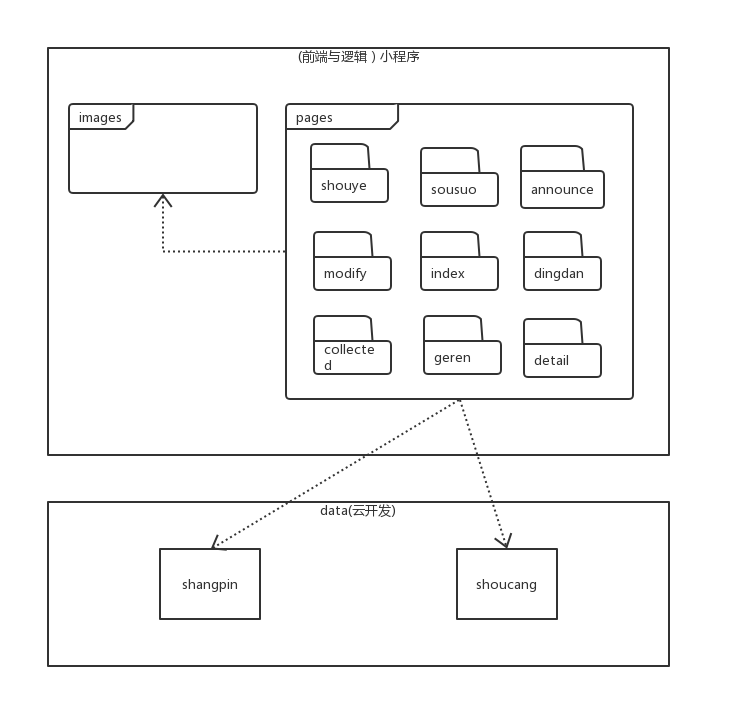 (前端与逻辑）小程序
images
pages
shouye
sousuo
announce
modify
index
dingdan
collecte
d
geren
detail
data(云开发)
shangpin
shoucang